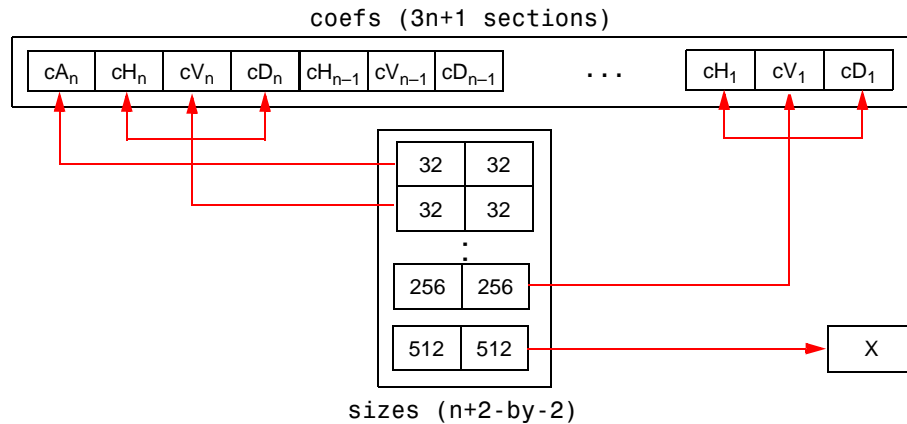 coefs (3n+1 sections)
cAn cHn cVn cDn cHn–1 cVn–1 cDn–1 ... cH1 cV1 cD1
32 32
32 32
:
256 256
512 512 X
sizes (n+2-by-2)